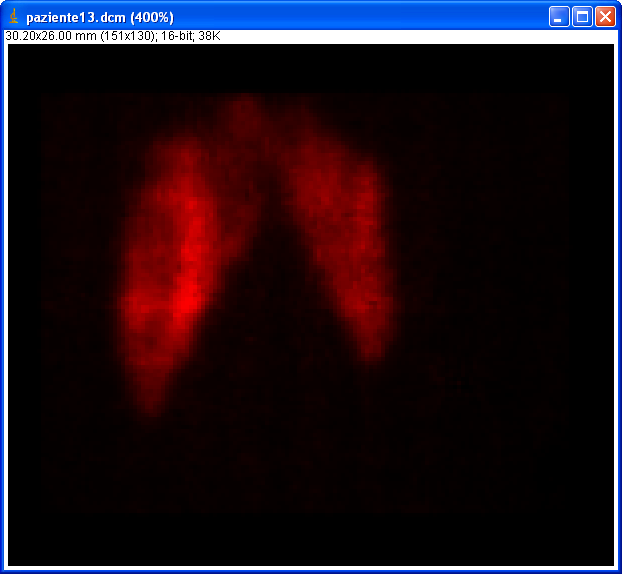 paziente13.dcm (400%)
30.20x26.00 mm (151x130); 16-bit; 38K